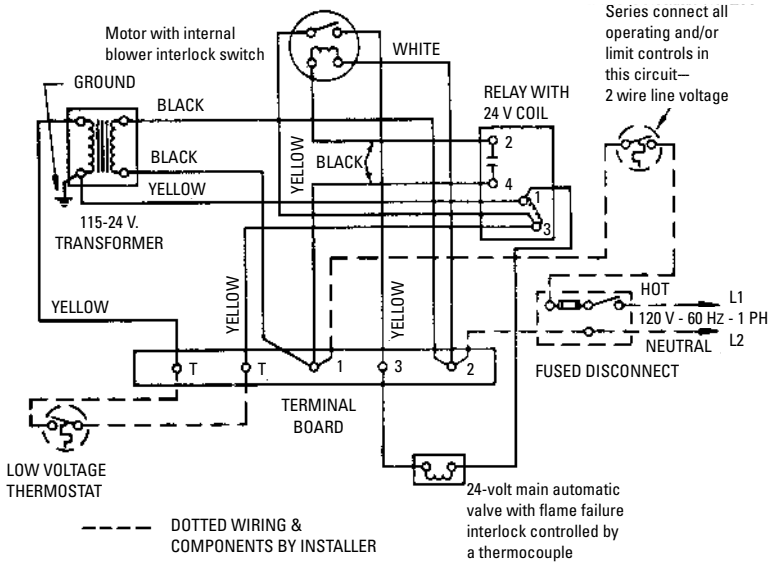 Motor with internal
blower interlock switch
Series connect all
operating and/or
limit controls in
this circuit—
2 wire line voltage
WHITE
GROUND
RELAY WITH
24 V COIL
BLACK
2
BLACK
YELLOW
BLACK
YELLOW
4
1
3
115-24 V.
TRANSFORMER
YELLOW
YELLOW
YELLOW
HOT
L1
120 V - 60 Hz - 1 PH
L2
NEUTRAL
FUSED DISCONNECT
T
T
1
3
2
TERMINAL
BOARD
LOW VOLTAGE
THERMOSTAT
24-volt main automatic
valve with flame failure
interlock controlled by
a thermocouple
DOTTED WIRING &
COMPONENTS BY INSTALLER